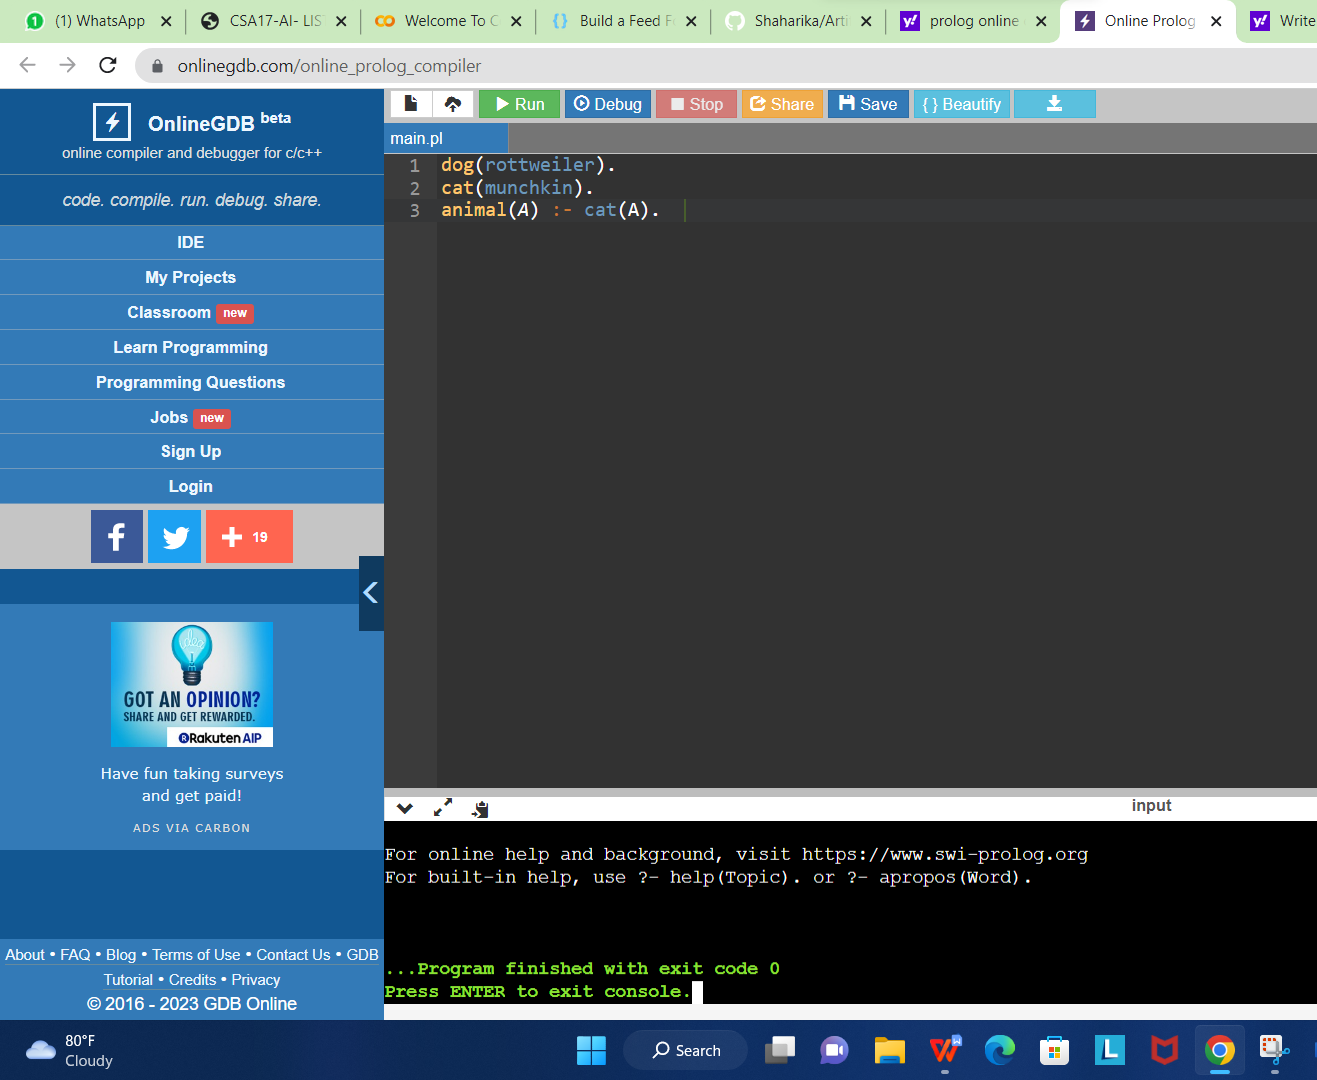 (1) WhatsApp
CSA17-AI- LIS
Welcome To C
Build a Feed F
Shaharika/Arti
prolog online
Online Prolog
Write
onlinegdb.com/online_prolog_compiler
OnlineGDB beta
online compiler and debugger for c/c++
code. compile. run. debug. share.
IDE
My Projects
Classroom new
Learn Programming
Programming Questions
Jobs new
Sign Up
Login
19
GOT AN OPINION?
SHARE AND GET REWARDED.
Rakuten AIP
Have fun taking surveys
and get paid!
ADS VIA CARBON
About • FAQ • Blog • Terms of Use • Contact Us • GDB
Tutorial • Credits • Privacy
© 2016 - 2023 GDB Online
Run
Debug
Stop
Share
Save
{ } Beautify
main.pl
1 dog(rottweiler).
2 cat(munchkin).
3 animal(A) :- cat(A).
input
For online help and background, visit https://www.swi-prolog.org
For built-in help, use ?- help(Topic). or ?- apropos(Word).
...Program finished with exit code 0
Press ENTER to exit console.
80°F
Cloudy
Search